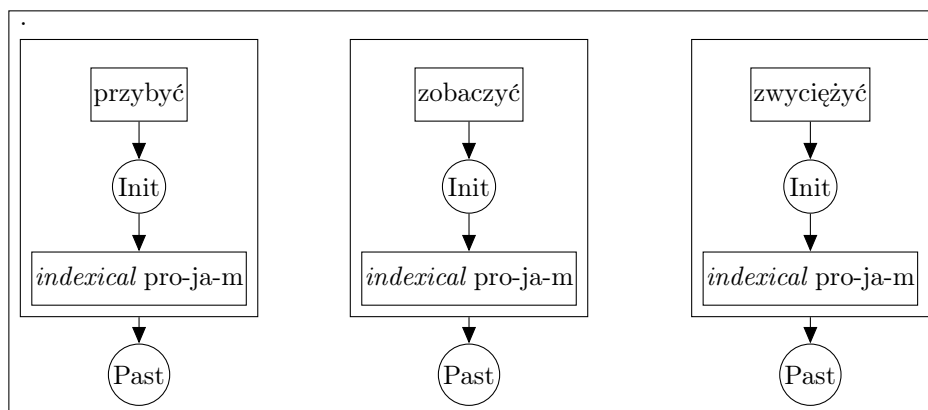 .
przybyć zobaczyć zwyciężyć
Init Init Init
indexical pro-ja-m indexical pro-ja-m indexical pro-ja-m
Past Past Past